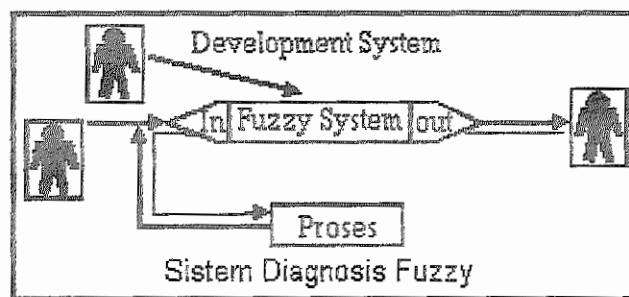 Development System
In Fuzzy System out
Proses
Sistem Diagnosis Fuzzy